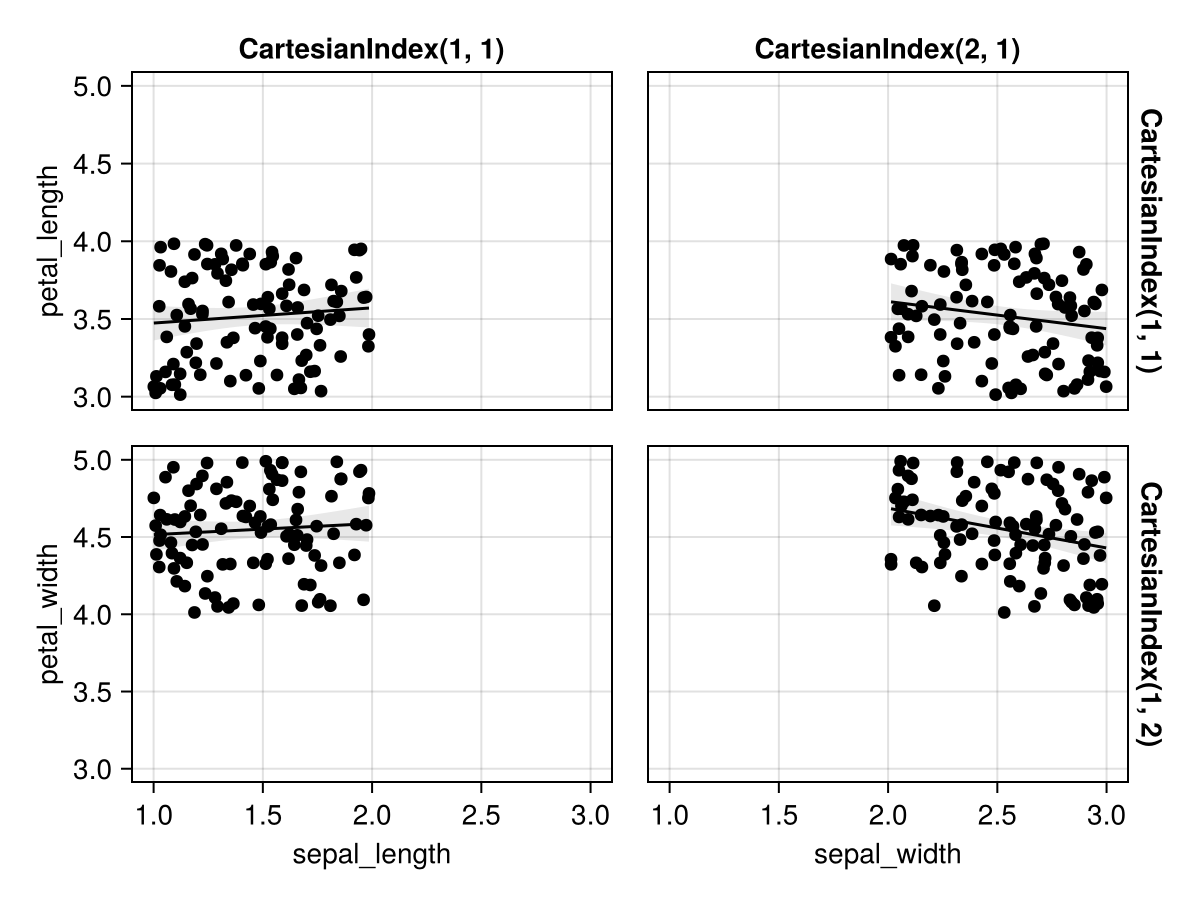 CartesianIndex(1, 1)
CartesianIndex(2, 1)
5.0
4.5
4.0
3.5
3.0
petal_length
CartesianIndex(1, 1)
5.0
4.5
4.0
3.5
3.0
petal_width
CartesianIndex(1, 2)
1.0 1.5 2.0 2.5 3.0
1.0 1.5 2.0 2.5 3.0
sepal_length
sepal_width